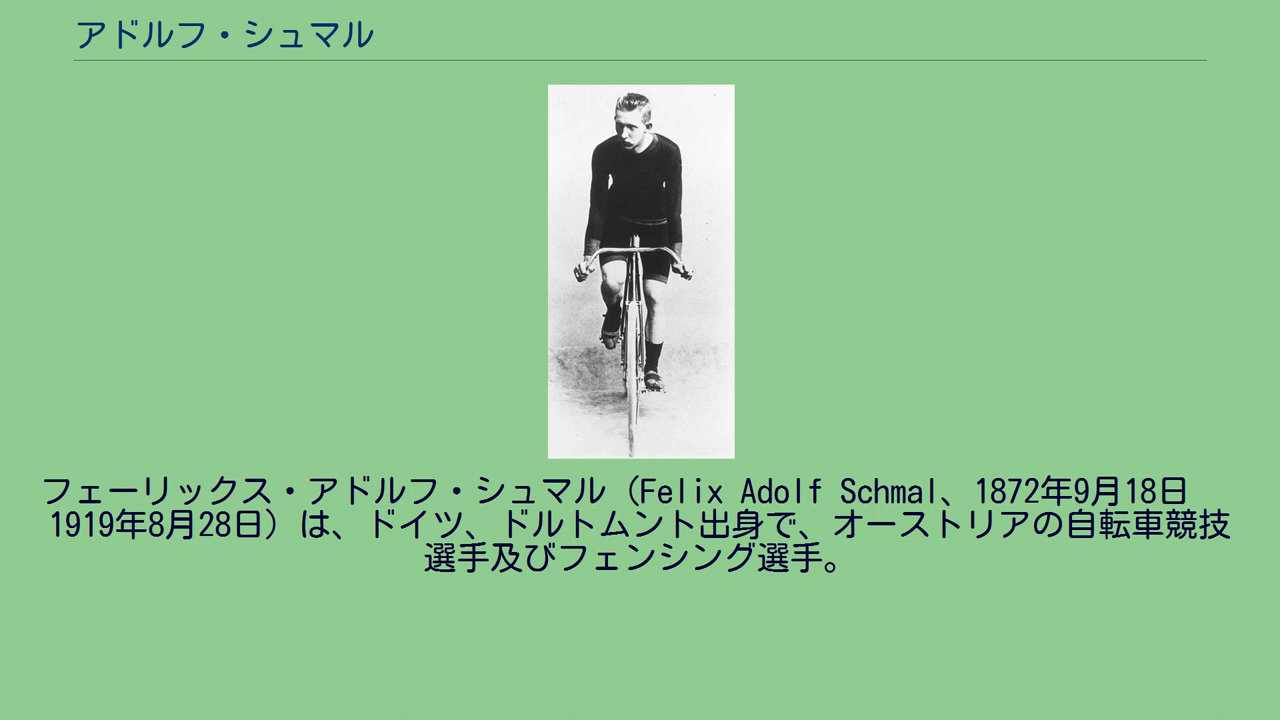 アドルフ・シュマル
フェーリックス・アドルフ・シュマル（Felix Adolf Schmal、1872年9月18日
1919年8月28日）は、ドイツ、ドルトムント出身で、オーストリアの自転車競技
選手及びフェンシング選手。